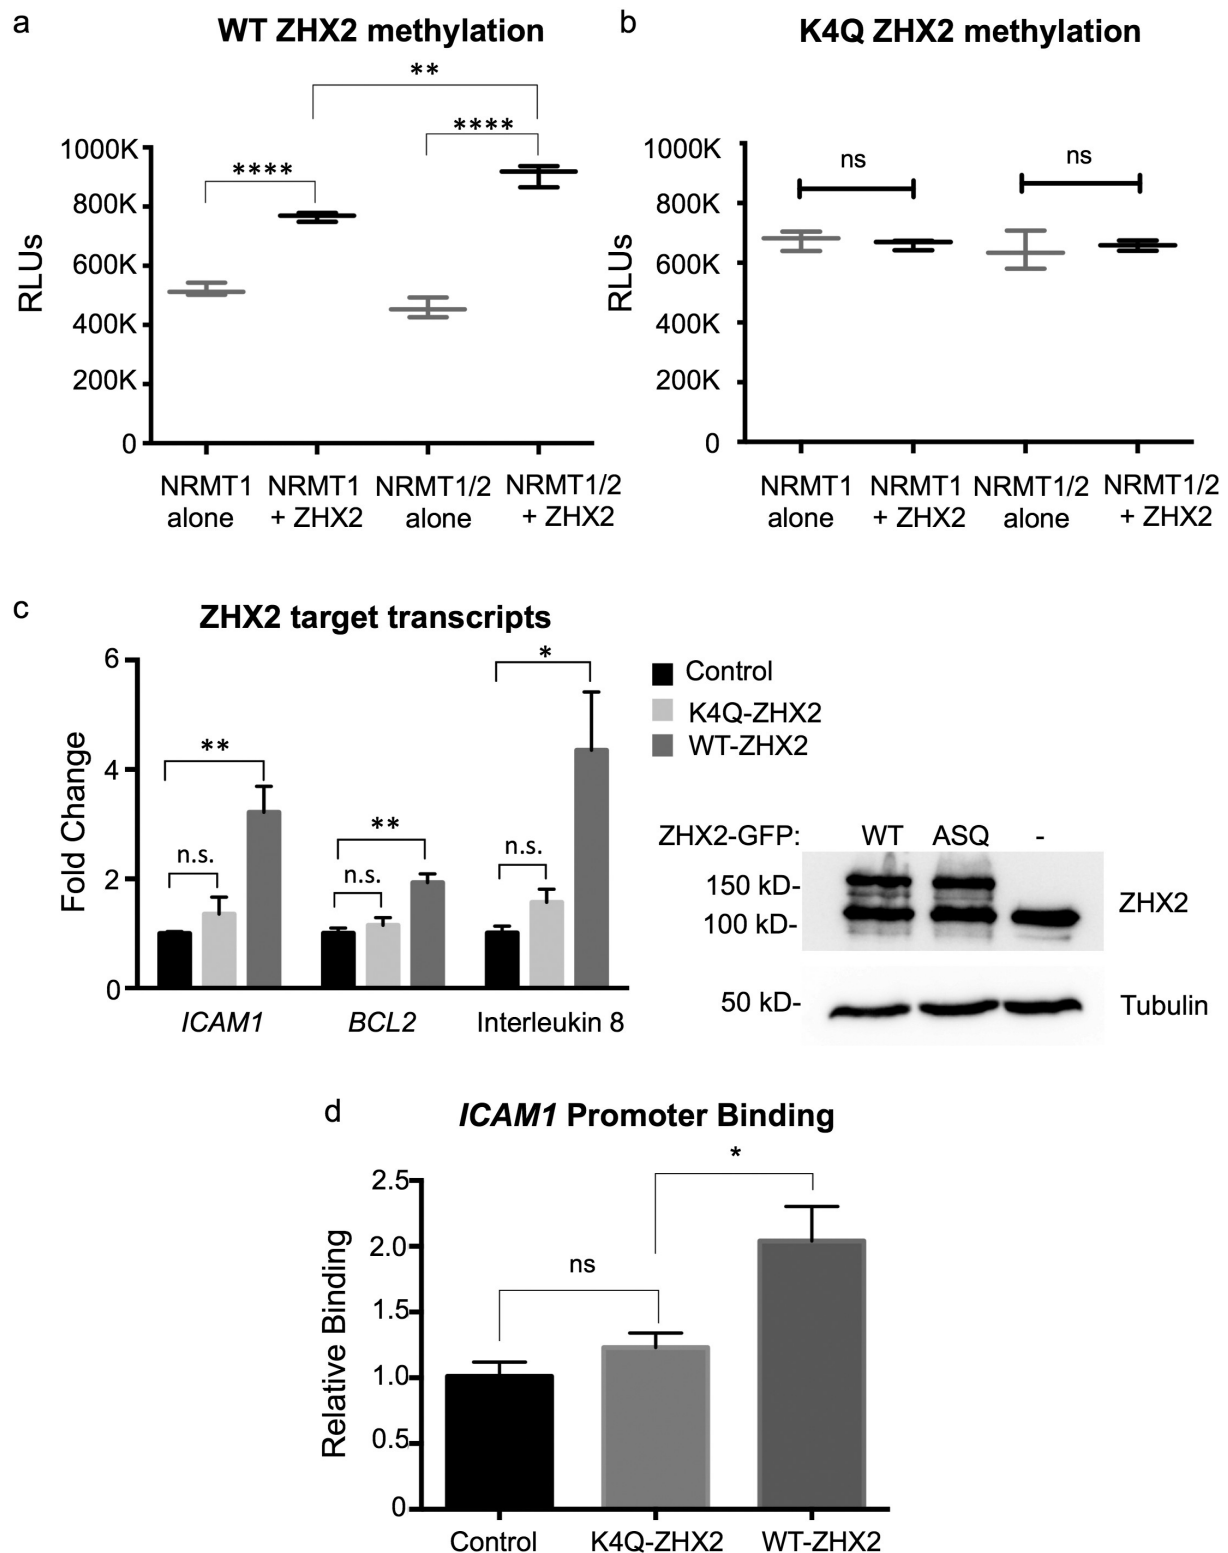 a
WT ZHX2 methylation
**
****
****
1000K
800K
600K
400K
200K
0
RLUs
NRMT1 alone
NRMT1 + ZHX2
NRMT1/2 alone
NRMT1/2 + ZHX2
b
K4Q ZHX2 methylation
ns
ns
1000K
800K
600K
400K
200K
0
RLUs
NRMT1 alone
NRMT1 + ZHX2
NRMT1/2 alone
NRMT1/2 + ZHX2
c
ZHX2 target transcripts
6
4
2
0
Fold Change
**
n.s.
**
n.s.
*
n.s.
ICAM1
BCL2
Interleukin 8
Control
K4Q-ZHX2
WT-ZHX2
ZHX2-GFP: WT ASQ -
150 kD-
100 kD-
ZHX2
50 kD-
Tubulin
d
ICAM1 Promoter Binding
*
ns
2.5
2.0
1.5
1.0
0.5
0
Relative Binding
Control
K4Q-ZHX2
WT-ZHX2